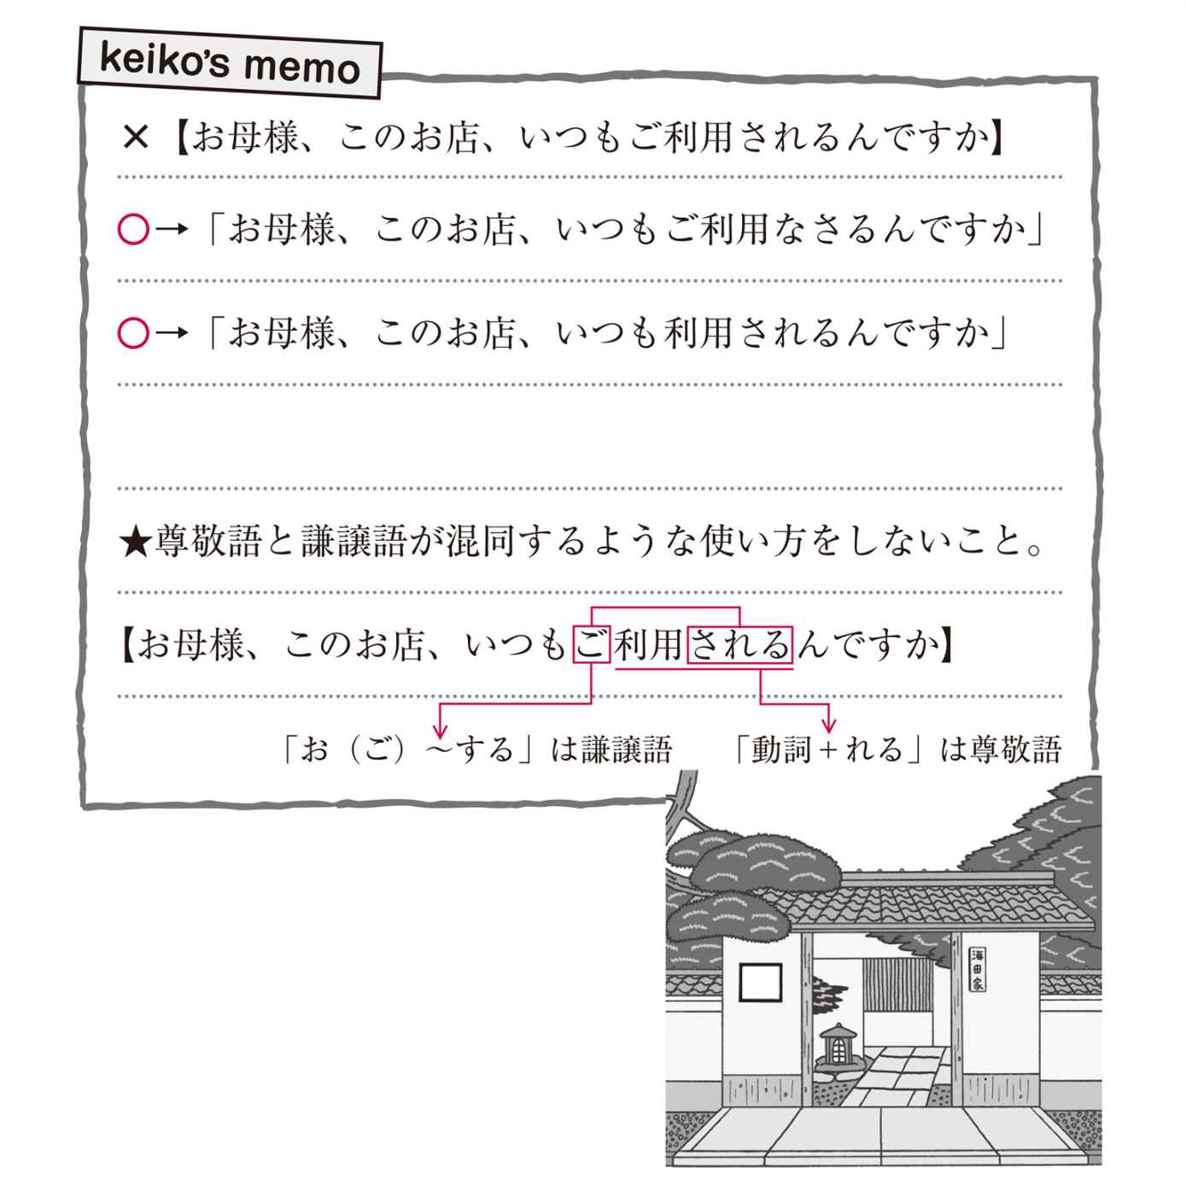 keiko's memo
×【お母様、このお店、いつもご利用されるんですか】
○→「お母様、このお店、いつもご利用なさるんですか」
○→「お母様、このお店、いつも利用されるんですか」
★尊敬語と謙譲語が混同するような使い方をしないこと。
【お母様、このお店、いつもご利用されるんですか】
「お（ご）〜する」は謙譲語　「動詞＋れる」は尊敬語
海田家